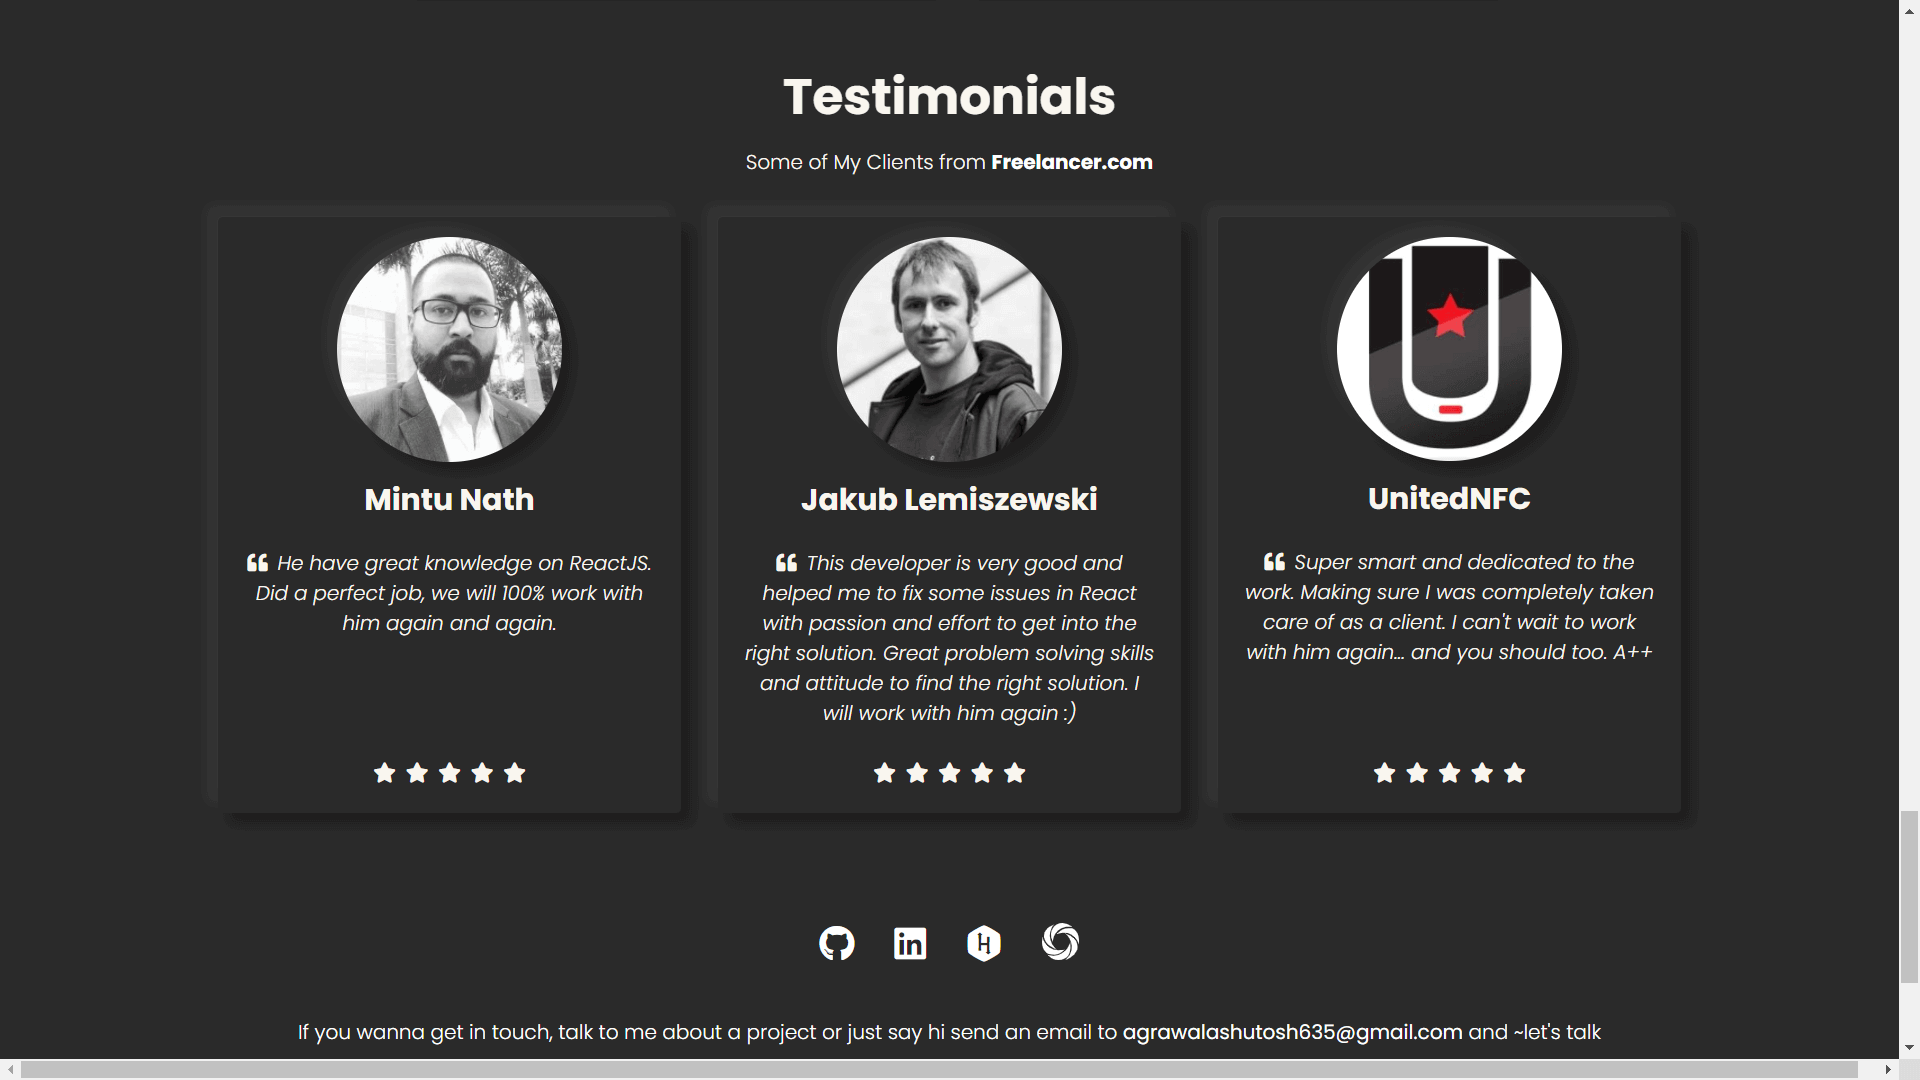 Testimonials
Some of My Clients from Freelancer.com
Mintu Nath
“ He have great knowledge on ReactJS.
Did a perfect job, we will 100% work with
him again and again.
Jakub Lemiszewski
“ This developer is very good and
helped me to fix some issues in React
with passion and effort to get into the
right solution. Great problem solving skills
and attitude to find the right solution. I
will work with him again :)
UnitedNFC
“ Super smart and dedicated to the
work. Making sure I was completely taken
care of as a client. I can't wait to work
with him again... and you should too. A++
in
H
If you wanna get in touch, talk to me about a project or just say hi send an email to agrawalashutosh635@gmail.com and ~let's talk